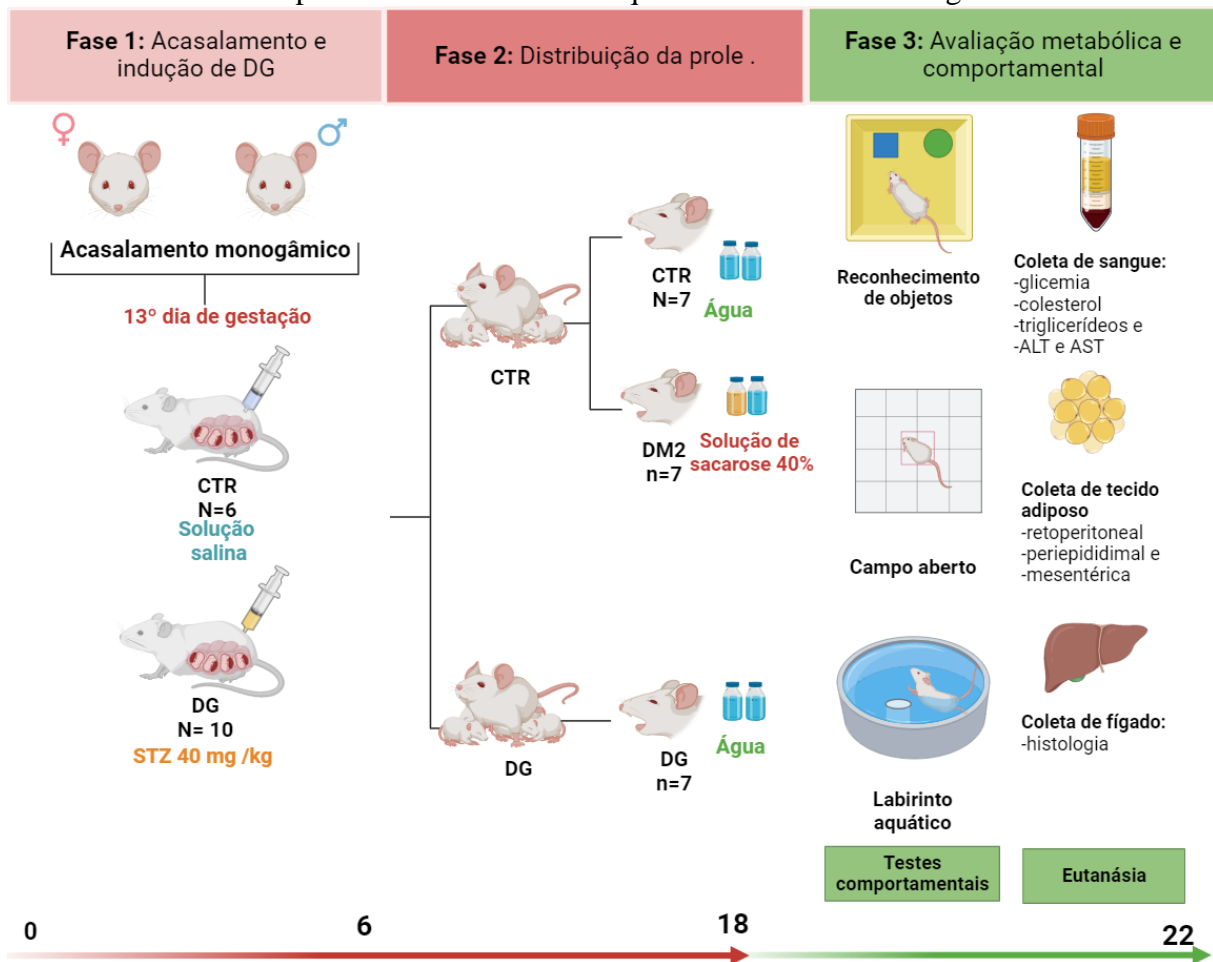 Fase 1: Acasalamento e
indução de DG
Fase 2: Distribuição da prole .
Fase 3: Avaliação metabólica e
comportamental
Acasalamento monogâmico
13º dia de gestação
CTR
N=6
Solução
salina
DG
N= 10
STZ 40 mg /kg
CTR
DG
CTR
N=7
Água
DM2
n=7
Solução de
sacarose 40%
DG
n=7
Água
Reconhecimento
de objetos
Campo aberto
Labirinto
aquático
Testes
comportamentais
Coleta de sangue:
-glicemia
-colesterol
-triglicerídeos e
-ALT e AST
Coleta de tecido
adiposo
-retoperitoneal
-periepididimal e
-mesentérica
Coleta de fígado:
-histologia
Eutanásia
0
6
18
22